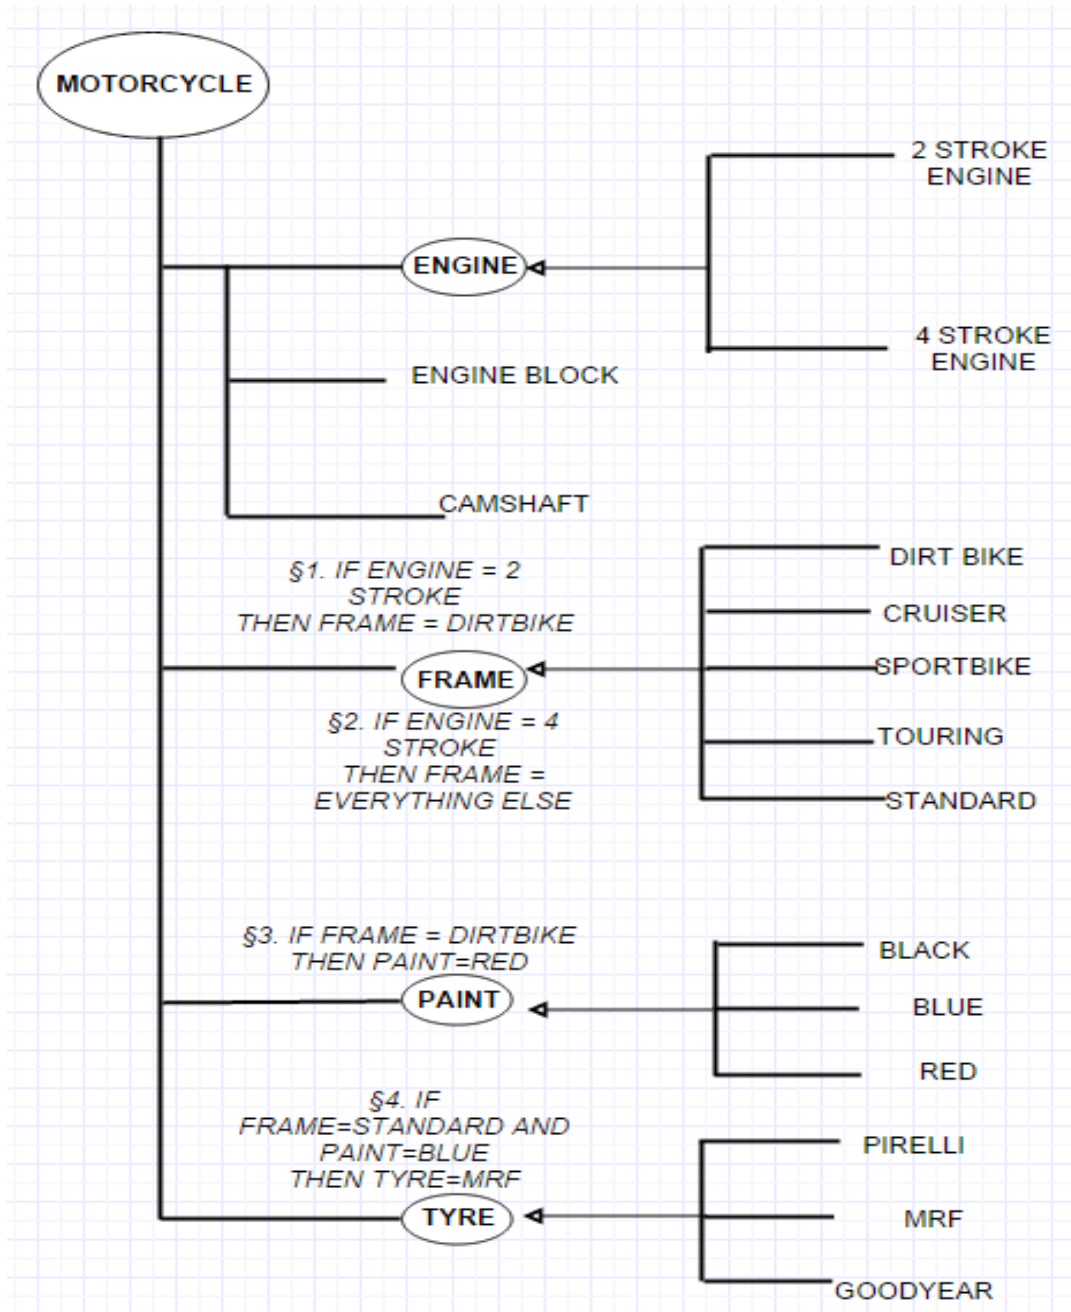 MOTORCYCLE
2 STROKE
ENGINE
ENGINE
4 STROKE
ENGINE
ENGINE BLOCK
CAMSHAFT
§1. IF ENGINE = 2
STROKE
THEN FRAME = DIRTBIKE
DIRT BIKE
CRUISER
FRAME
SPORTBIKE
§2. IF ENGINE = 4
STROKE
THEN FRAME =
EVERYTHING ELSE
TOURING
STANDARD
§3. IF FRAME = DIRTBIKE
THEN PAINT=RED
BLACK
PAINT
BLUE
RED
§4. IF
FRAME=STANDARD AND
PAINT=BLUE
THEN TYRE=MRF
PIRELLI
TYRE
MRF
GOODYEAR